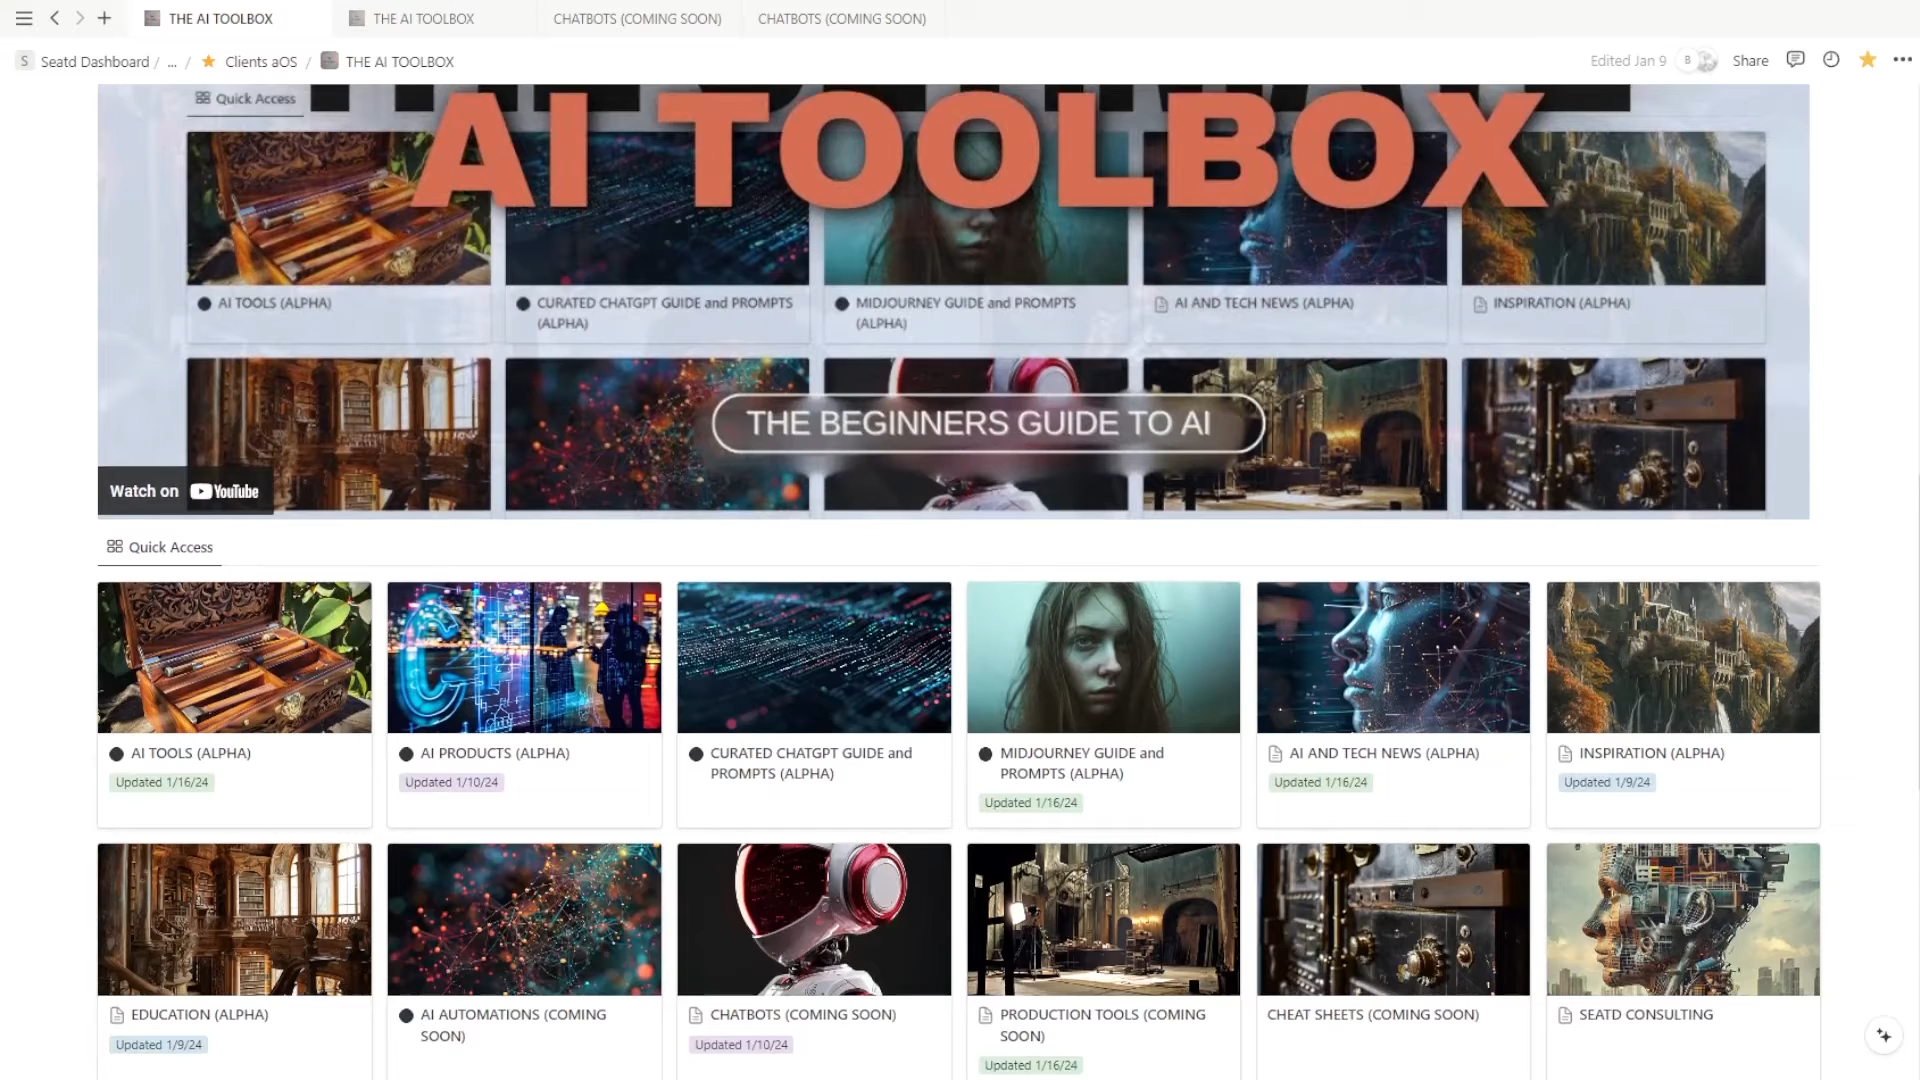 THE AI TOOLBOX
THE AI TOOLBOX
CHATBOTS (COMING SOON)
CHATBOTS (COMING SOON)
S Seatd Dashboard / ... / Clients aOS / THE AI TOOLBOX
Edited Jan 9 B Share
Quick Access
AI TOOLBOX
AI TOOLS (ALPHA)
CURATED CHATGPT GUIDE and PROMPTS
(ALPHA)
MIDJOURNEY GUIDE and PROMPTS
(ALPHA)
AI AND TECH NEWS (ALPHA)
INSPIRATION (ALPHA)
THE BEGINNERS GUIDE TO AI
Watch on YouTube
Quick Access
AI TOOLS (ALPHA)
Updated 1/16/24
AI PRODUCTS (ALPHA)
Updated 1/10/24
CURATED CHATGPT GUIDE and
PROMPTS (ALPHA)
MIDJOURNEY GUIDE and
PROMPTS (ALPHA)
Updated 1/16/24
AI AND TECH NEWS (ALPHA)
Updated 1/16/24
INSPIRATION (ALPHA)
Updated 1/9/24
EDUCATION (ALPHA)
Updated 1/9/24
AI AUTOMATIONS (COMING
SOON)
CHATBOTS (COMING SOON)
Updated 1/10/24
PRODUCTION TOOLS (COMING
SOON)
Updated 1/16/24
CHEAT SHEETS (COMING SOON)
SEATD CONSULTING